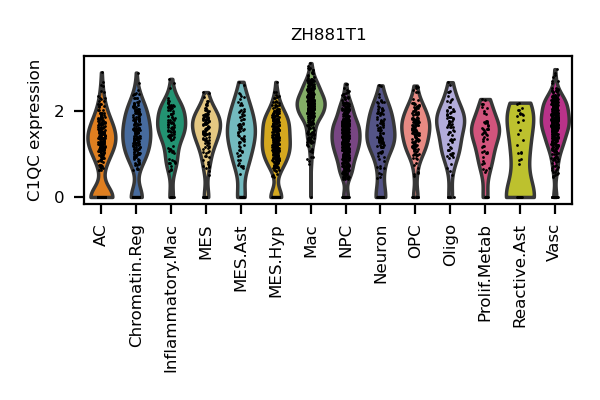 ZH881T1
C1QC expression
2
0
AC
Chromatin.Reg
Inflammatory.Mac
MES
MES.Ast
MES.Hyp
Mac
NPC
Neuron
OPC
Oligo
Prolif.Metab
Reactive.Ast
Vasc